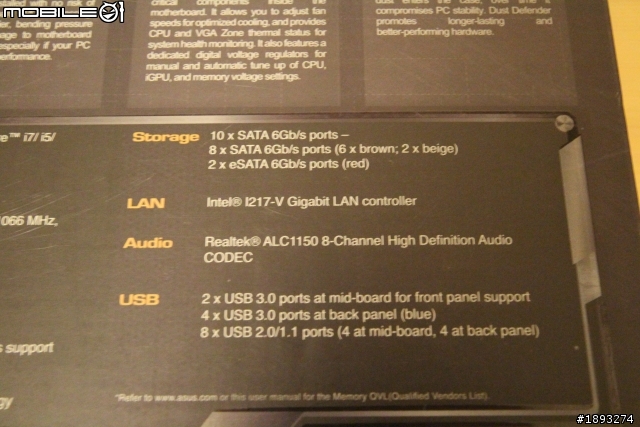 MOBILE01
critical components inside the
motherboard. It allows you to adjust fan
speeds for optimized cooling, and provides
CPU and VGA Zone thermal status for
system health monitoring. It also features a
dedicated digital voltage regulators for
manual and automatic tune up of CPU,
iGPU, and memory voltage settings.
bending pressure
to motherboard
especially if your PC
performance.
dust enters the case, over time it
compromises PC stability. Dust Defender
promotes longer-lasting and
better-performing hardware.
™ i7/ i5/
1066 MHz,
s support
Storage 10 x SATA 6Gb/s ports –
8 x SATA 6Gb/s ports (6 x brown; 2 x beige)
2 x eSATA 6Gb/s ports (red)
LAN Intel® I217-V Gigabit LAN controller
Audio Realtek® ALC1150 8-Channel High Definition Audio
CODEC
USB 2 x USB 3.0 ports at mid-board for front panel support
4 x USB 3.0 ports at back panel (blue)
8 x USB 2.0/1.1 ports (4 at mid-board, 4 at back panel)
*Refer to www.asus.com or this user manual for the Memory QVL(Qualified Vendors List).
#1893274